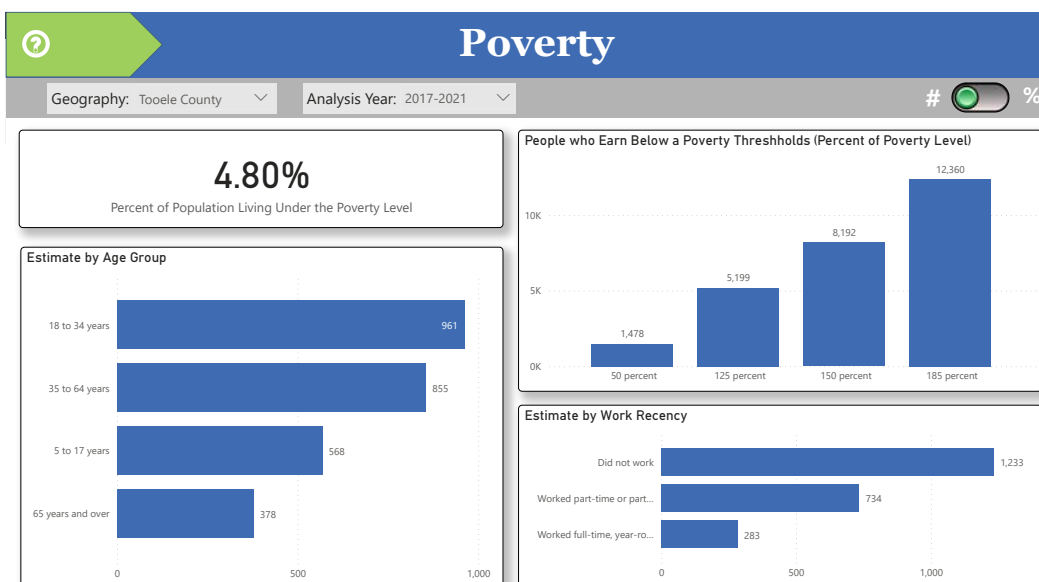 Poverty
Geography: Tooele County
Analysis Year: 2017-2021
# %
4.80%
Percent of Population Living Under the Poverty Level
Estimate by Age Group
18 to 34 years 961
35 to 64 years 855
5 to 17 years 568
65 years and over 378
0 500 1,000
People who Earn Below a Poverty Threshholds (Percent of Poverty Level)
12,360
10K
8,192
5,199
5K
1,478
0K
50 percent 125 percent 150 percent 185 percent
Estimate by Work Recency
Did not work 1,233
Worked part-time or part... 734
Worked full-time, year-ro... 283
0 500 1,000